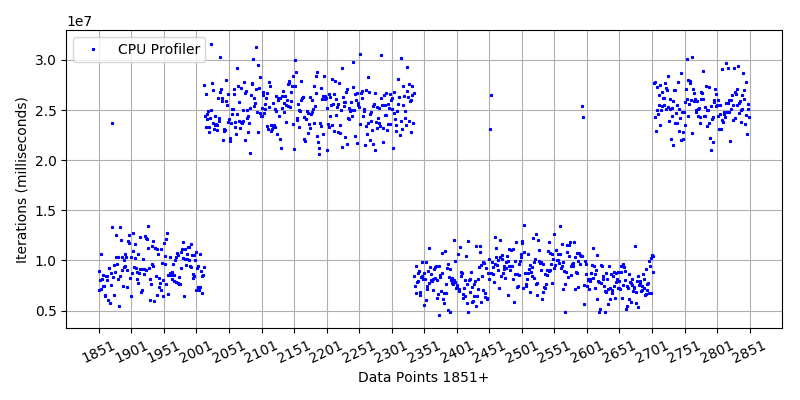 1e7
CPU Profiler
3.0
2.5
2.0
1.5
1.0
0.5
Iterations (milliseconds)
1851 1901 1951 2001 2051 2101 2151 2201 2251 2301 2351 2401 2451 2501 2551 2601 2651 2701 2751 2801 2851
Data Points 1851+